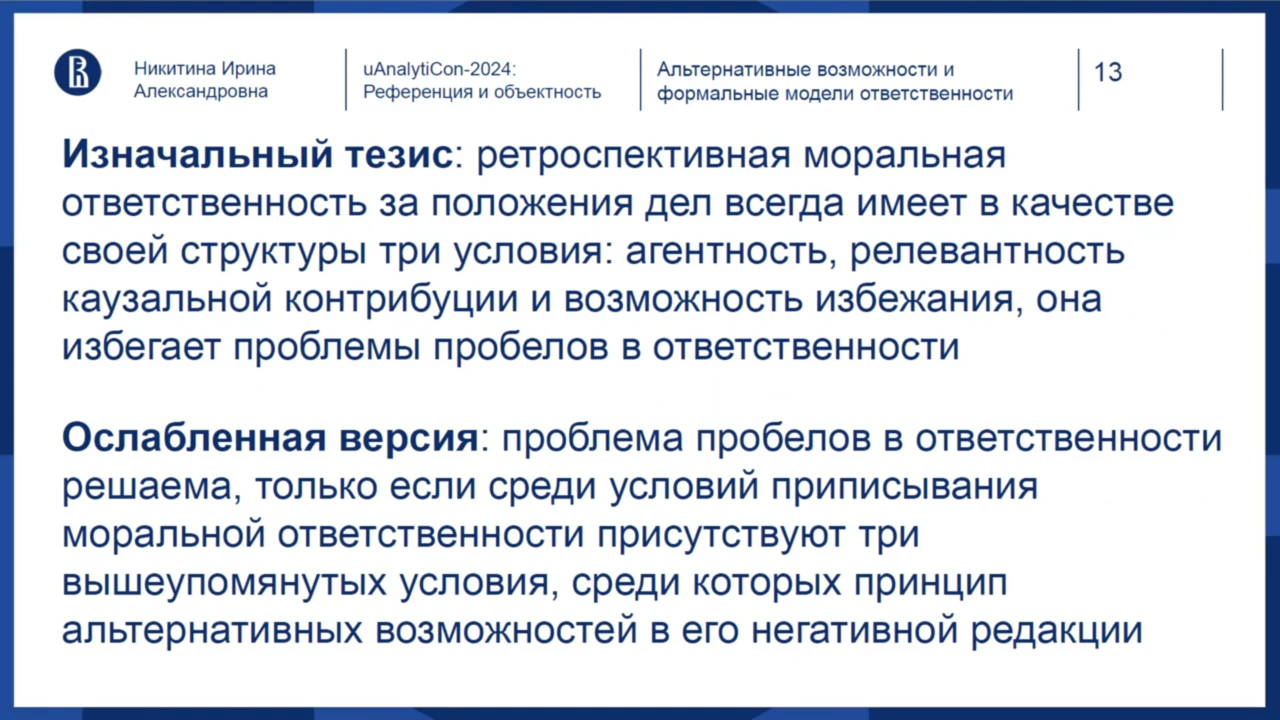 Никитина Ирина
Александровна
uAnalytiCon-2024:
Референция и объектность
Альтернативные возможности и
формальные модели ответственности
13
Изначальный тезис: ретроспективная моральная
ответственность за положения дел всегда имеет в качестве
своей структуры три условия: агентность, релевантность
каузальной контрибуции и возможность избежания, она
избегает проблемы пробелов в ответственности
Ослабленная версия: проблема пробелов в ответственности
решаема, только если среди условий приписывания
моральной ответственности присутствуют три
вышеупомянутых условия, среди которых принцип
альтернативных возможностей в его негативной редакции